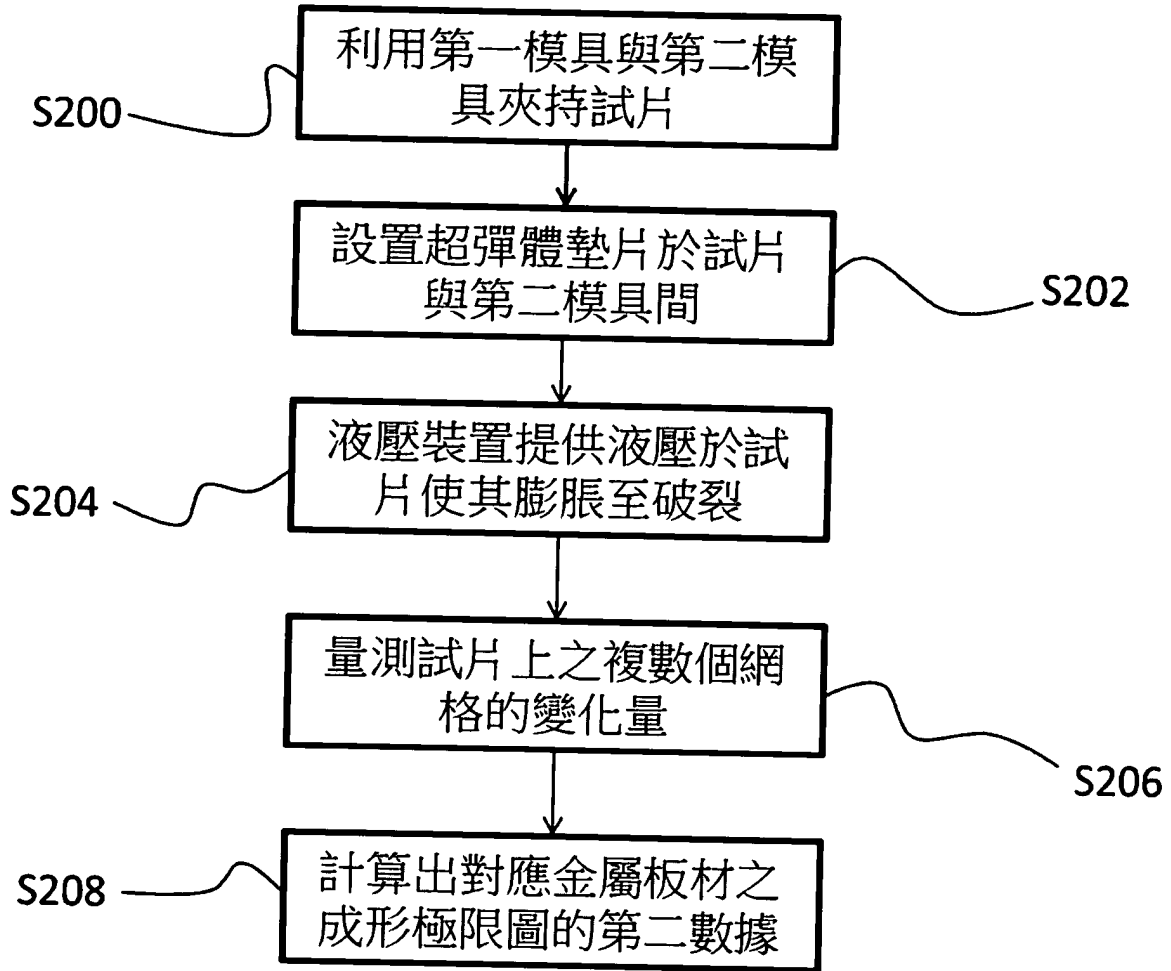 利用第一模具與第二模
具夾持試片
S200
設置超彈體墊片於試片
與第二模具間
S202
液壓裝置提供液壓於試
片使其膨脹至破裂
S204
量測試片上之複數個網
格的變化量
S206
計算出對應金屬板材之
成形極限圖的第二數據
S208